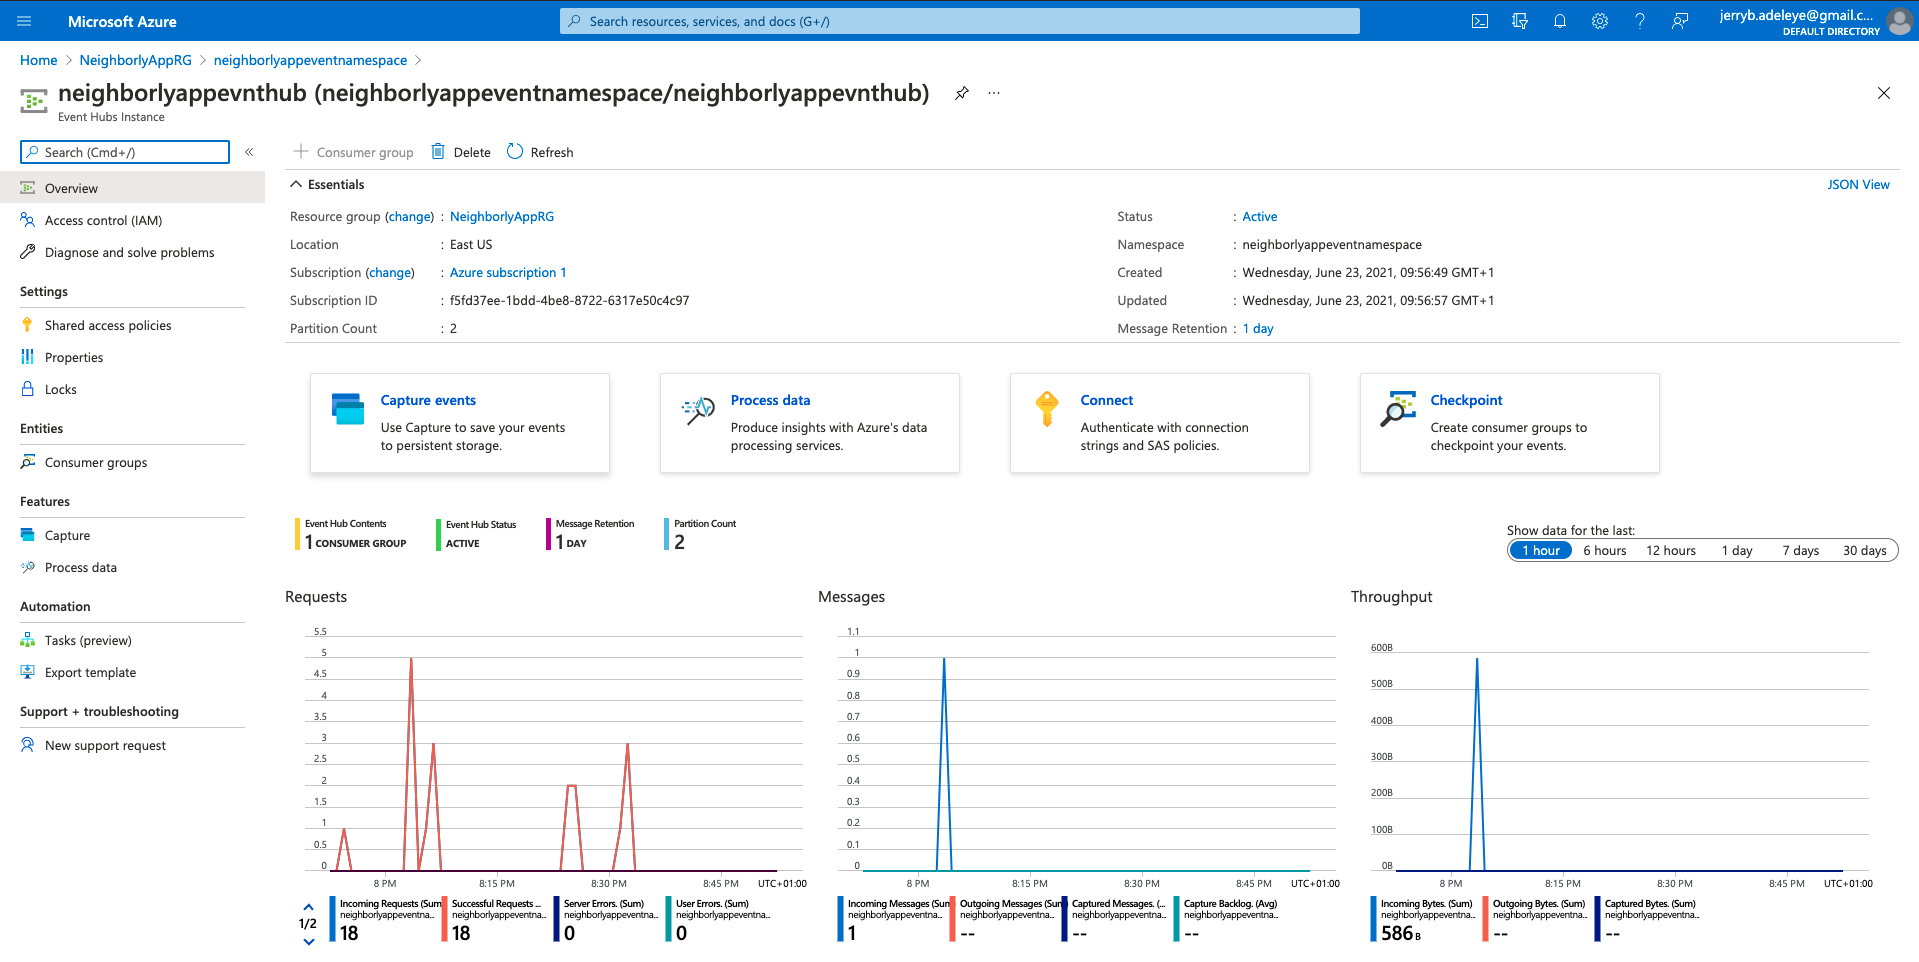 Microsoft Azure
Search resources, services, and docs (G+/)
jerryb.adeleye@gmail.c...
DEFAULT DIRECTORY
Home > NeighborlyAppRG > neighborlyappeventnamespace >
neighborlyappevnthub (neighborlyappeventnamespace/neighborlyappevnthub)
Event Hubs Instance
Search (Cmd+/)
Overview
Access control (IAM)
Diagnose and solve problems
Settings
Shared access policies
Properties
Locks
Entities
Consumer groups
Features
Capture
Process data
Automation
Tasks (preview)
Export template
Support + troubleshooting
New support request
Consumer group Delete Refresh
Essentials
JSON View
Resource group (change) : NeighborlyAppRG
Location : East US
Subscription (change) : Azure subscription 1
Subscription ID : f5fd37ee-1bdd-4be8-8722-6317e50c4c97
Partition Count : 2
Status : Active
Namespace : neighborlyappeventnamespace
Created : Wednesday, June 23, 2021, 09:56:49 GMT+1
Updated : Wednesday, June 23, 2021, 09:56:57 GMT+1
Message Retention : 1 day
Capture events
Use Capture to save your events
to persistent storage.
Process data
Produce insights with Azure's data
processing services.
Connect
Authenticate with connection
strings and SAS policies.
Checkpoint
Create consumer groups to
checkpoint your events.
Event Hub Contents
1 CONSUMER GROUP
Event Hub Status
ACTIVE
Message Retention
1 DAY
Partition Count
2
Show data for the last:
1 hour 6 hours 12 hours 1 day 7 days 30 days
Requests
5.5
5
4.5
4
3.5
3
2.5
2
1.5
1
0.5
0
8 PM 8:15 PM 8:30 PM 8:45 PM UTC+01:00
1/2
Incoming Requests (Sum
neighborlyappeventna...
18
Successful Requests ...
neighborlyappeventna...
18
Server Errors. (Sum)
neighborlyappeventna...
0
User Errors. (Sum)
neighborlyappeventna...
0
Messages
1.1
1
0.9
0.8
0.7
0.6
0.5
0.4
0.3
0.2
0.1
0
8 PM 8:15 PM 8:30 PM 8:45 PM UTC+01:00
Incoming Messages (Sun
neighborlyappeventna...
1
Outgoing Messages (Sun
neighborlyappeventna...
--
Captured Messages. (...
neighborlyappeventna...
--
Capture Backlog. (Avg)
neighborlyappeventna...
--
Throughput
600B
500B
400B
300B
200B
100B
0B
8 PM 8:15 PM 8:30 PM 8:45 PM UTC+01:00
Incoming Bytes. (Sum)
neighborlyappeventna...
586 B
Outgoing Bytes. (Sum)
neighborlyappeventna...
--
Captured Bytes. (Sum)
neighborlyappeventna...
--